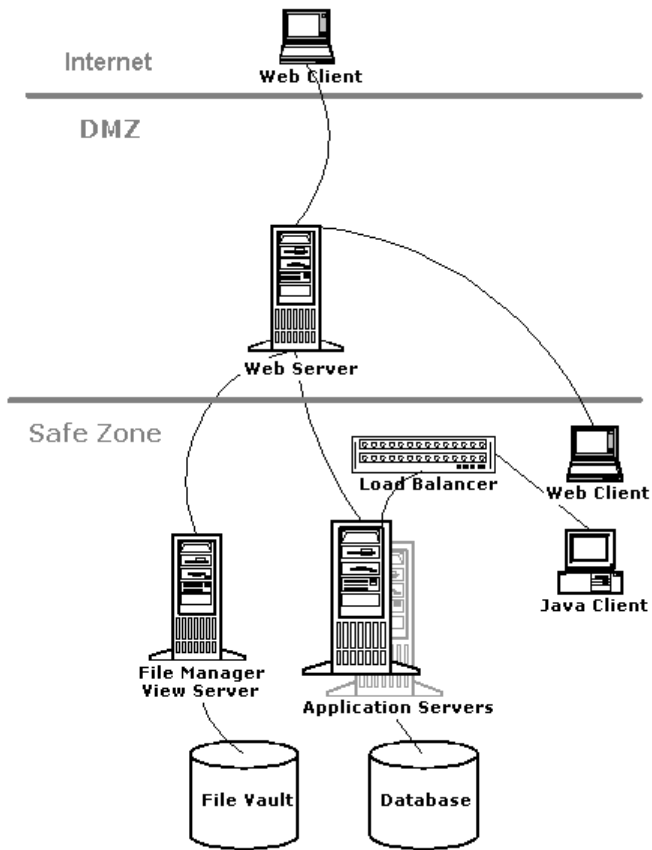 Internet
Web Client
DMZ
Web Server
Safe Zone
Load Balancer
Web Client
Java Client
File Manager
View Server
Application Servers
File Vault
Database